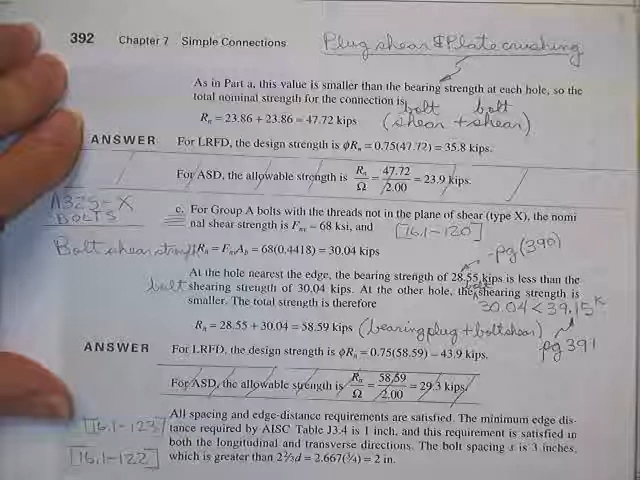 392 Chapter 7 Simple Connections
Plug shear & Plate crushing
As in Part a, this value is smaller than the bearing strength at each hole, so the
total nominal strength for the connection is
bolt bolt
Rn = 23.86 + 23.86 = 47.72 kips (shear + shear)
ANSWER For LRFD, the design strength is ϕRn = 0.75(47.72) = 35.8 kips.
For ASD, the allowable strength is Rn/Ω = 47.72/2.00 = 23.9 kips.
A325-X
BOLTS
c. For Group A bolts with the threads not in the plane of shear (type X), the nomi
nal shear strength is Fnv = 68 ksi, and [16.1-120]
Bolt shear Rn = FnvAb = 68(0.4418) = 30.04 kips
-pg(390)
At the hole nearest the edge, the bearing strength of 28.55 kips is less than the
bolt shearing strength of 30.04 kips. At the other hole, the bolt shearing strength is
smaller. The total strength is therefore 30.04 < 39.15 K
Rn = 28.55 + 30.04 = 58.59 kips (bearing plug + bolt shear)
pg 391
ANSWER For LRFD, the design strength is ϕRn = 0.75(58.59) = 43.9 kips.
For ASD, the allowable strength is Rn/Ω = 58.59/2.00 = 29.3 kips
All spacing and edge-distance requirements are satisfied. The minimum edge dis-
[16.1-123] tance required by AISC Table J3.4 is 1 inch, and this requirement is satisfied in
both the longitudinal and transverse directions. The bolt spacing s is 3 inches,
[16.1-122] which is greater than 2⅔d = 2.667(¾) = 2 in.